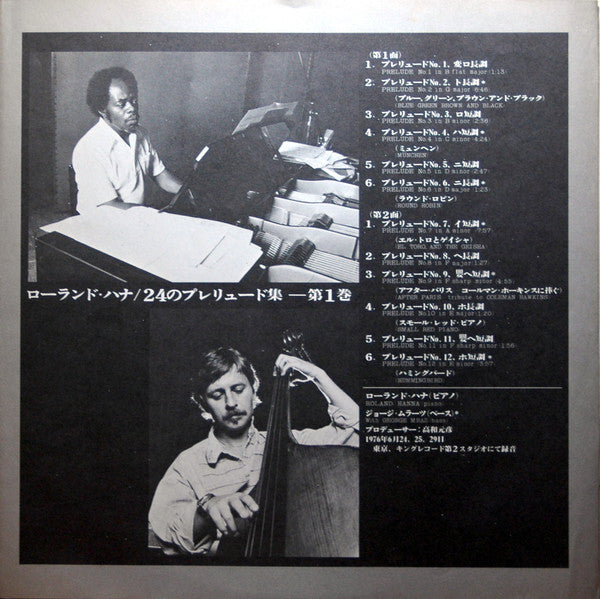 (第1面)
1. プレリュードNo.1, 変ロ長調
PRELUDE No.1 in B flat major 1:13
2. プレリュードNo.2, ト長調*
PRELUDE No.2 in G major 6:46
(ブルー, グリーン, ブラウン・アンド・ブラック)
(BLUE GREEN BROWN AND BLACK)
3. プレリュードNo.3, ロ短調
PRELUDE No.3 in B minor 2:56
4. プレリュードNo.4, ハ短調*
PRELUDE No.4 in C minor 4:24
(ミュンヘン)
(MÜNCHEN)
5. プレリュードNo.5, ニ短調
PRELUDE No.5 in D minor 2:47
6. プレリュードNo.6, ニ長調*
PRELUDE No.6 in D major 1:23
(ラウンド・ロビン)
(ROUND ROBIN)
(第2面)
1. プレリュードNo.7, イ短調*
PRELUDE No.7 in A minor 7:57
(エル・トロとゲイシャ)
(EL TORO AND THE GEISHA)
2. プレリュードNo.8, ヘ長調
PRELUDE No.8 in F major 1:27
3. プレリュードNo.9, 嬰ヘ短調*
PRELUDE No.9 in F sharp minor 4:55
(アフター・パリス コールマン・ホーキンスに捧ぐ)
(AFTER PARIS tribute to COLEMAN HAWKINS)
4. プレリュードNo.10, ホ長調
PRELUDE No.10 in E major 1:20
(スモール・レッド・ピアノ)
(SMALL RED PIANO)
5. プレリュードNo.11, 嬰ヘ短調
PRELUDE No.11 in F sharp minor 1:56
6. プレリュードNo.12, ホ短調*
PRELUDE No.12 in E minor 3:07
(ハミングバード)
(HUMMINGBIRD)
ローランド・ハナ/24のプレリュード集 ―第1巻
ローランド・ハナ(ピアノ)
ROLAND HANNA (piano)
ジョージ・ムラーツ(ベース)*
With GEORGE MRAZ (bass)
プロデューサー: 高和元彦
1976年6月24, 25, 29日
東京, キングレコード第2スタジオにて録音